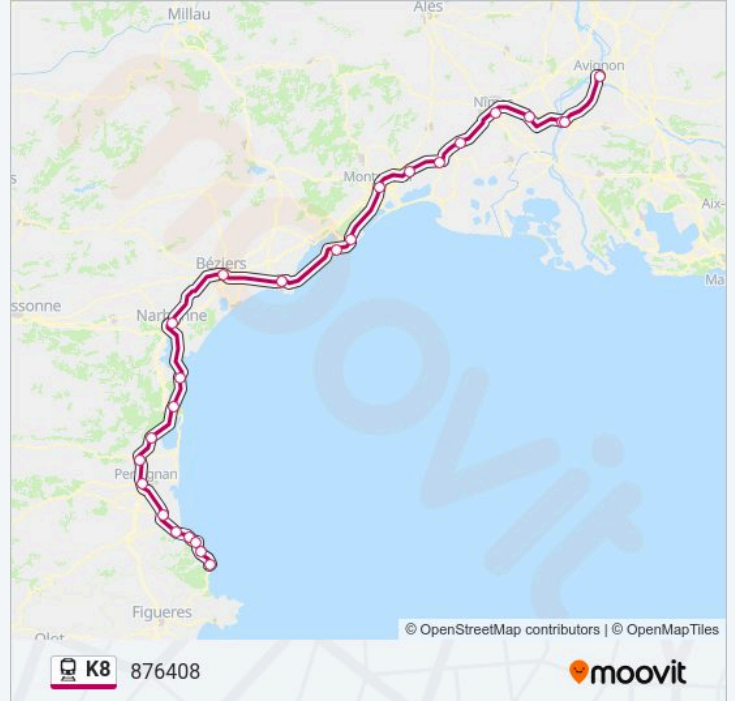 Millau
Alès
Avignon
Nîm
Mont
Aix-
Béziers
Ma
ssonne
Narbonne
Perpignan
Figueres
Olot
moovit
© OpenStreetMap contributors | © OpenMapTiles
K8 876408
moovit